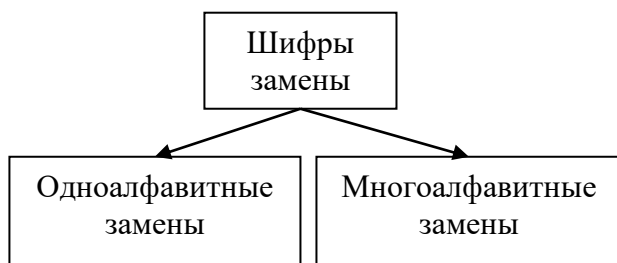 Шифры
замены
Одноалфавитные
замены
Многоалфавитные
замены